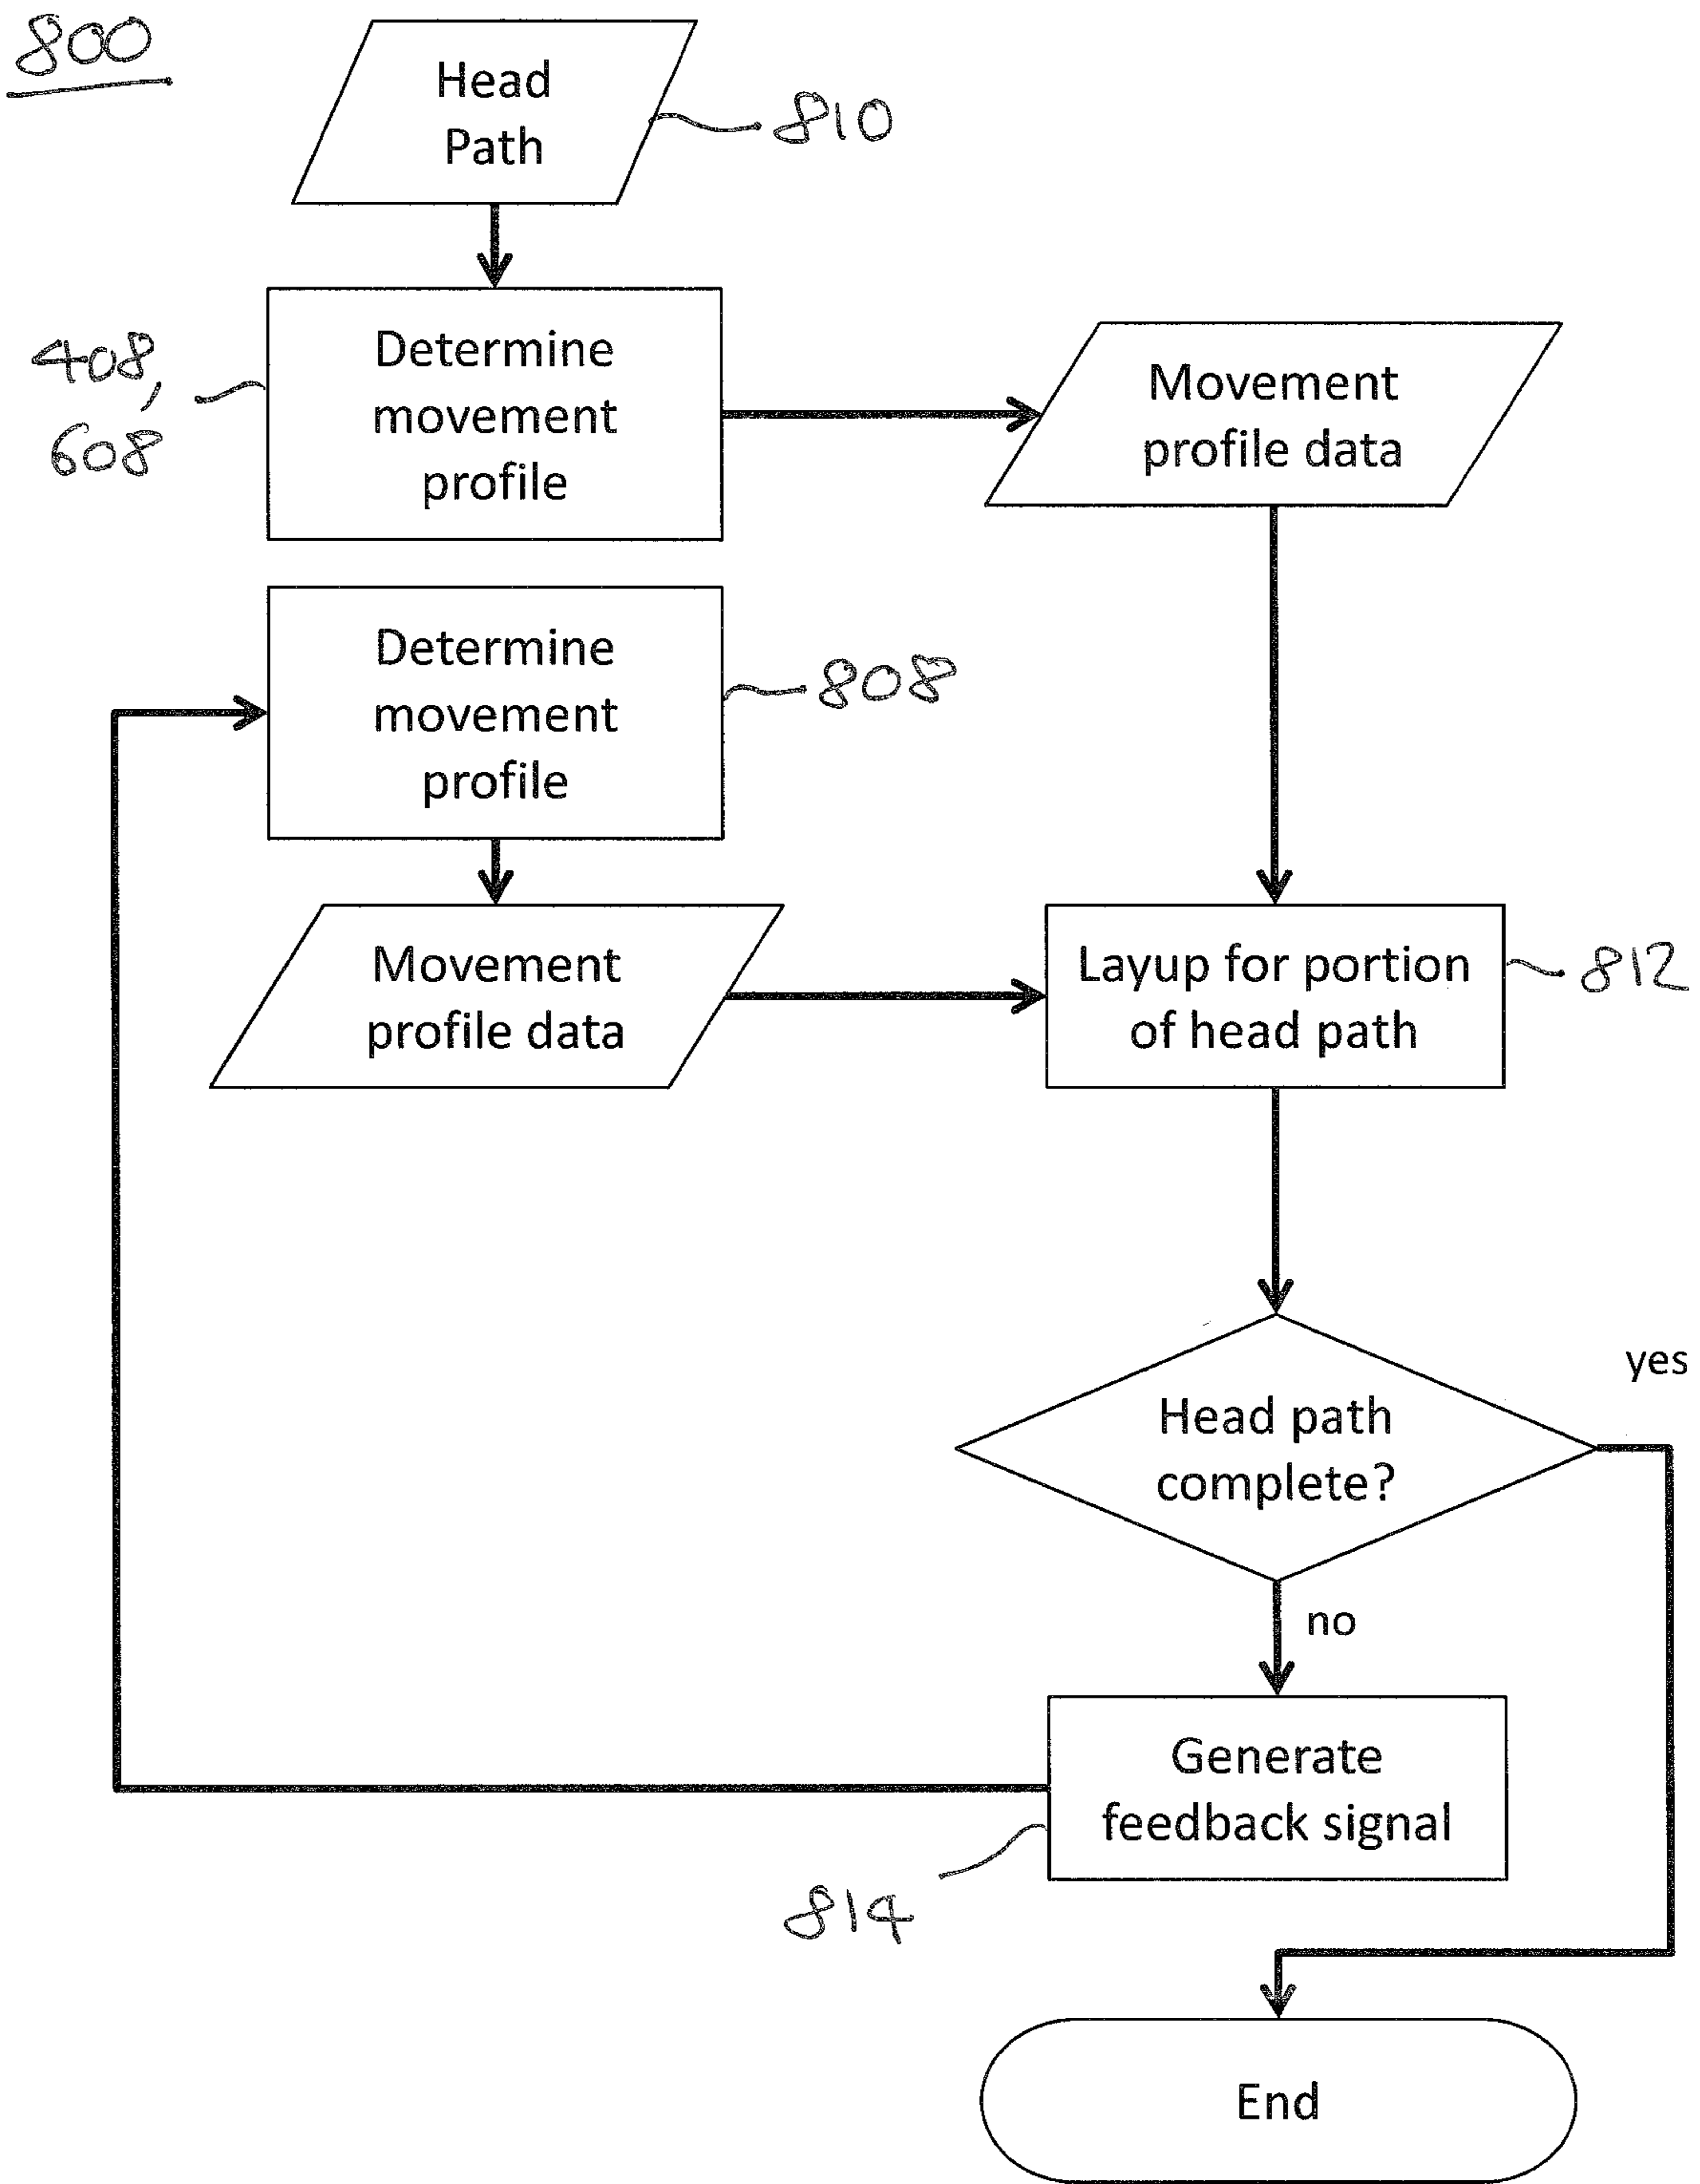 800
Head
Path
810
Determine
movement
profile
408,
608
Movement
profile data
Determine
movement
profile
808
Movement
profile data
Layup for portion
of head path
812
Head path
complete?
yes
no
Generate
feedback signal
814
End